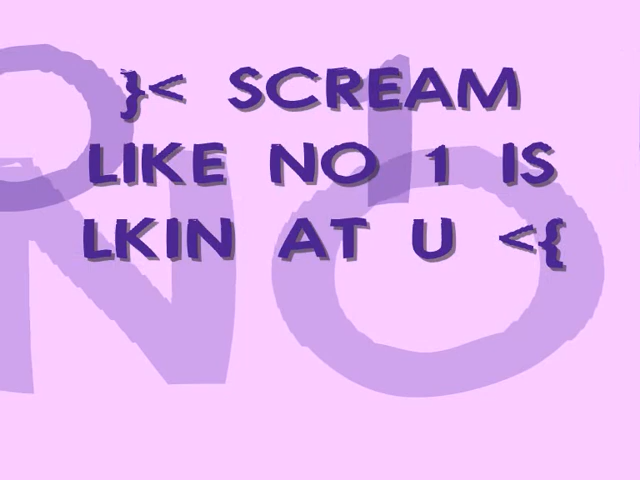 }< SCREAM
LIKE NO 1 IS
LKIN AT U <{